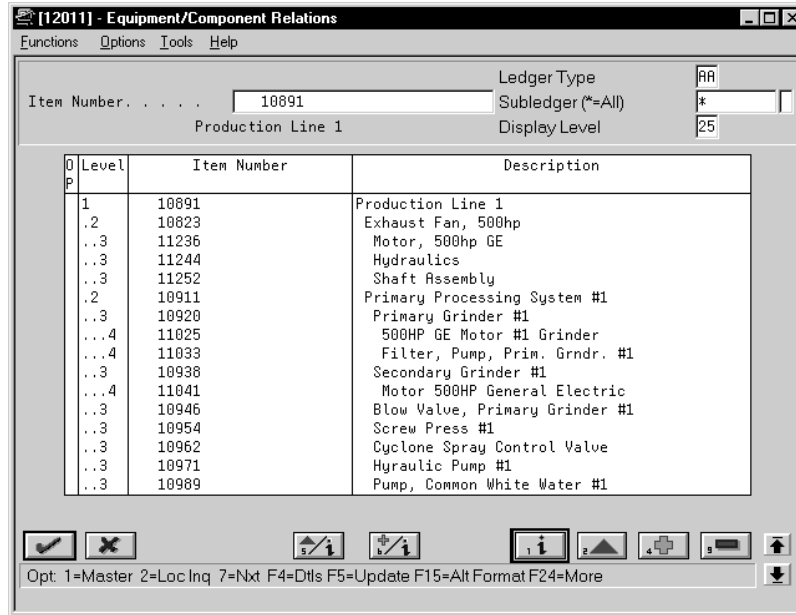 [12011] - Equipment/Component Relations
Functions Options Tools Help
Ledger Type AA
Item Number. . . . . 10891 Subledger (*=All) *
Production Line 1 Display Level 25
O
P Level Item Number Description
1 10891 Production Line 1
.2 10823 Exhaust Fan, 500hp
..3 11236 Motor, 500hp GE
..3 11244 Hydraulics
..3 11252 Shaft Assembly
.2 10911 Primary Processing System #1
..3 10920 Primary Grinder #1
...4 11025 500HP GE Motor #1 Grinder
...4 11033 Filter, Pump, Prim. Grndr. #1
..3 10938 Secondary Grinder #1
...4 11041 Motor 500HP General Electric
..3 10946 Blow Valve, Primary Grinder #1
..3 10954 Screw Press #1
..3 10962 Cyclone Spray Control Valve
..3 10971 Hyraulic Pump #1
..3 10989 Pump, Common White Water #1
5 i 6 i 1 i 2 4 9
Opt: 1=Master 2=Loc Inq 7=Nxt F4=Dtls F5=Update F15=Alt Format F24=More